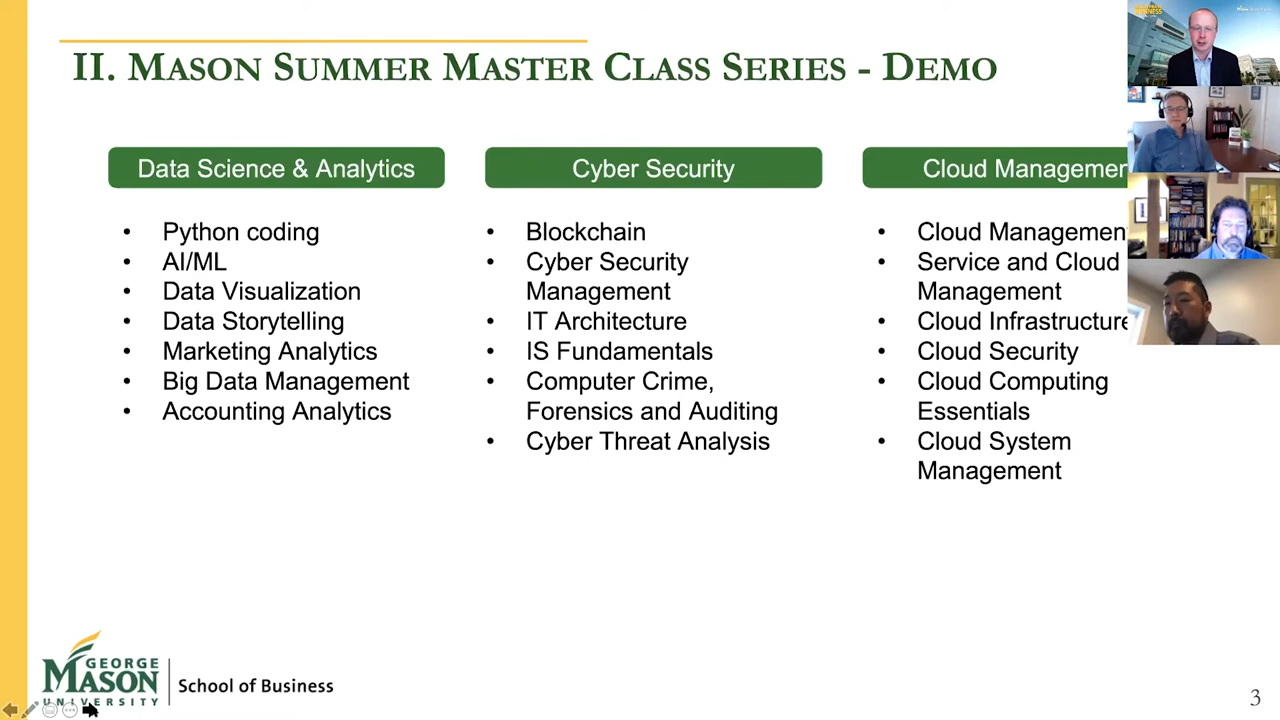 II. MASON SUMMER MASTER CLASS SERIES - DEMO
Data Science & Analytics
• Python coding
• AI/ML
• Data Visualization
• Data Storytelling
• Marketing Analytics
• Big Data Management
• Accounting Analytics
Cyber Security
• Blockchain
• Cyber Security
Management
• IT Architecture
• IS Fundamentals
• Computer Crime,
Forensics and Auditing
• Cyber Threat Analysis
Cloud Managemen
• Cloud Managemen
• Service and Cloud
Management
• Cloud Infrastructure
• Cloud Security
• Cloud Computing
Essentials
• Cloud System
Management
GEORGE
MASON
UNIVERSITY
School of Business
3